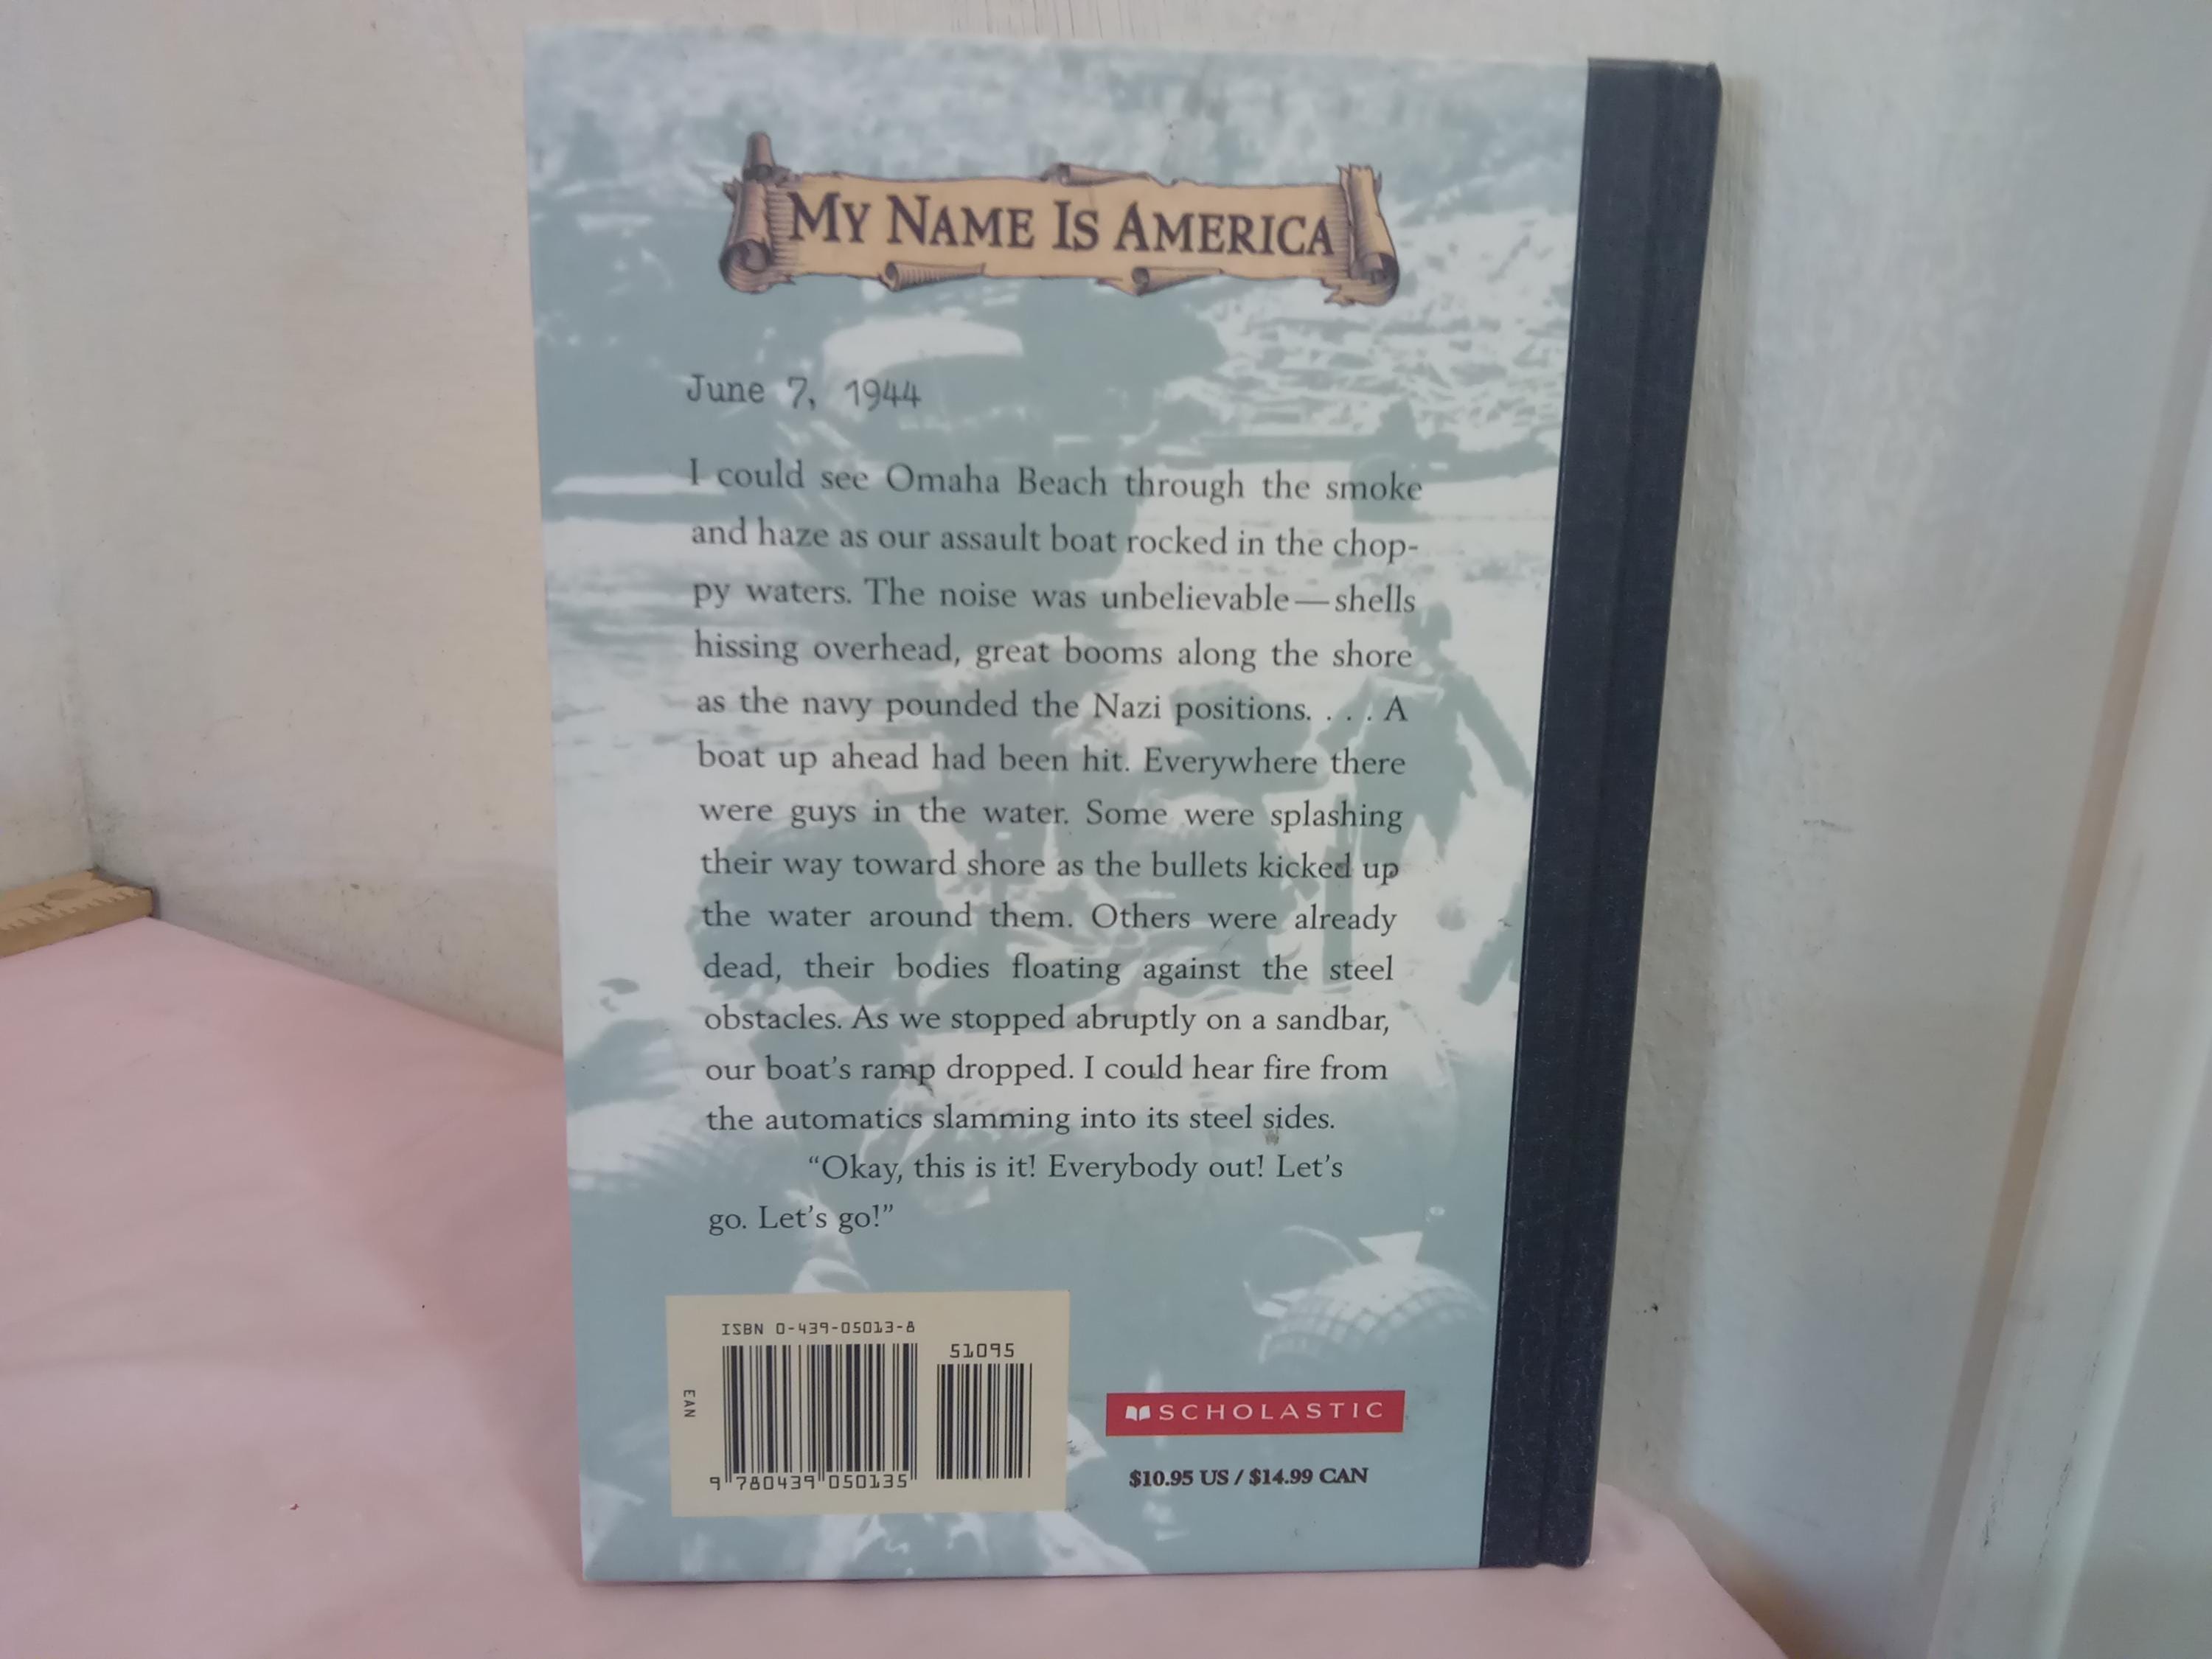 MY NAME IS AMERICA
June 7, 1944
I could see Omaha Beach through the smoke
and haze as our assault boat rocked in the chop-
py waters. The noise was unbelievable—shells
hissing overhead, great booms along the shore
as the navy pounded the Nazi positions. . . . A
boat up ahead had been hit. Everywhere there
were guys in the water. Some were splashing
their way toward shore as the bullets kicked up
the water around them. Others were already
dead, their bodies floating against the steel
obstacles. As we stopped abruptly on a sandbar,
our boat’s ramp dropped. I could hear fire from
the automatics slamming into its steel sides.
“Okay, this is it! Everybody out! Let’s
go. Let’s go!”
ISBN 0-439-05013-8
51095
EAN
9 780439 050135
SCHOLASTIC
$10.95 US / $14.99 CAN